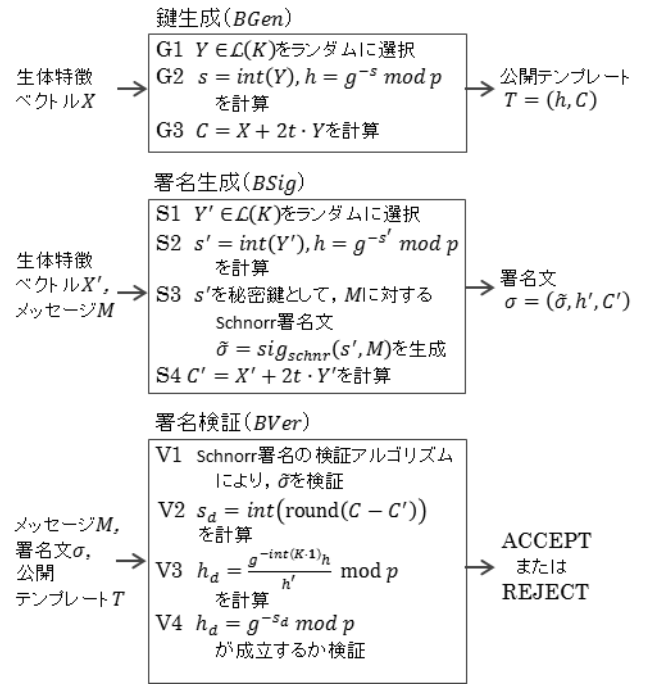 鍵生成(BGen)
生体特徴
ベクトルX
G1 Y ∈ ℒ(K)をランダムに選択
G2 s = int(Y), h = g^{-s} mod p
を計算
G3 C = X + 2t · Yを計算
公開テンプレート
T = (h, C)
署名生成(BSig)
生体特徴
ベクトルX′,
メッセージM
S1 Y′ ∈ ℒ(K)をランダムに選択
S2 s′ = int(Y′), h = g^{-s′} mod p
を計算
S3 s′を秘密鍵として, Mに対する
Schnorr署名文
σ̃ = sig_{schnr}(s′, M)を生成
S4 C′ = X′ + 2t · Y′を計算
署名文
σ = (σ̃, h′, C′)
署名検証(BVer)
メッセージM,
署名文σ,
公開
テンプレートT
V1 Schnorr署名の検証アルゴリズム
により, σ̃を検証
V2 s_d = int(round(C − C′))
を計算
V3 h_d = \frac{g^{-int(K·1)}h}{h′} mod p
を計算
V4 h_d = g^{-s_d} mod p
が成立するか検証
ACCEPT
または
REJECT